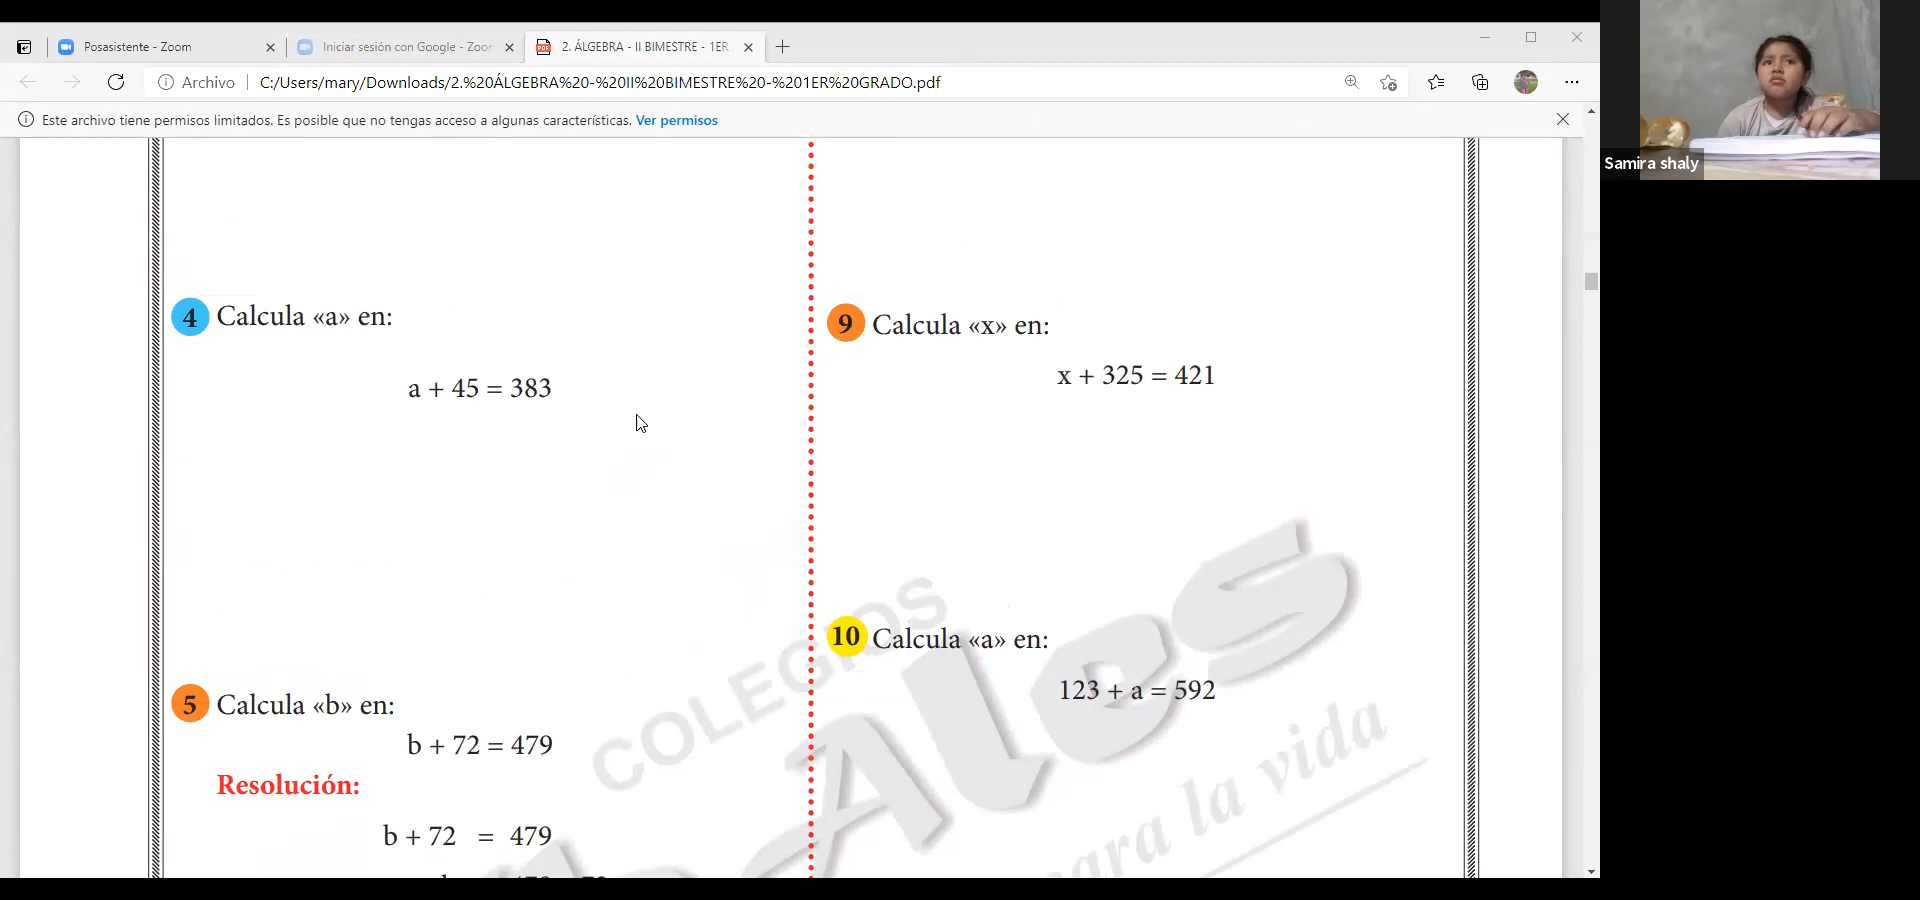 Posasistente - Zoom
Iniciar sesión con Google - Zoom
2. ÁLGEBRA - II BIMESTRE - 1ER
Archivo
C:/Users/mary/Downloads/2.%20ÁLGEBRA%20-%20II%20BIMESTRE%20-%201ER%20GRADO.pdf
Este archivo tiene permisos limitados. Es posible que no tengas acceso a algunas características. Ver permisos
Samira shaly
4 Calcula «a» en:
a + 45 = 383
5 Calcula «b» en:
b + 72 = 479
Resolución:
b + 72 = 479
9 Calcula «x» en:
x + 325 = 421
10 Calcula «a» en:
123 + a = 592
COLEGIOS
Ales
para la vida